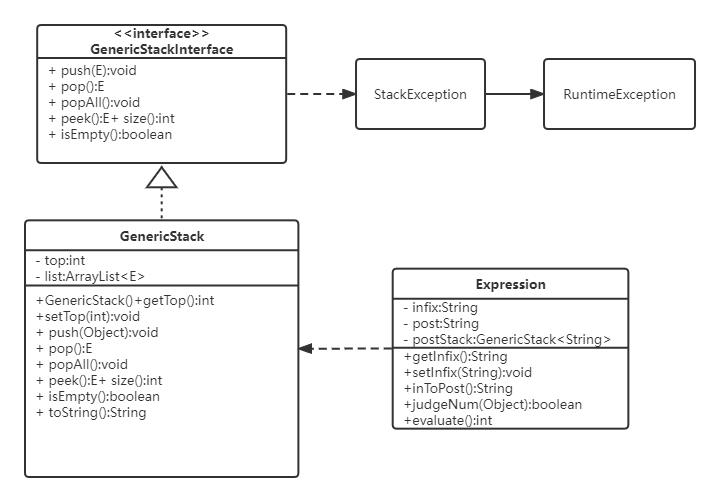 <<interface>>
GenericStackInterface
+ push(E):void
+ pop():E
+ popAll():void
+ peek():E+ size():int
+ isEmpty():boolean
StackException
RuntimeException
GenericStack
- top:int
- list:ArrayList<E>
+GenericStack()+getTop():int
+setTop(int):void
+ push(Object):void
+ pop():E
+ popAll():void
+ peek():E+ size():int
+ isEmpty():boolean
+ toString():String
Expression
- infix:String
- post:String
- postStack:GenericStack<String>
+getInfix():String
+setInfix(String):void
+inToPost():String
+judgeNum(Object):boolean
+evaluate():int